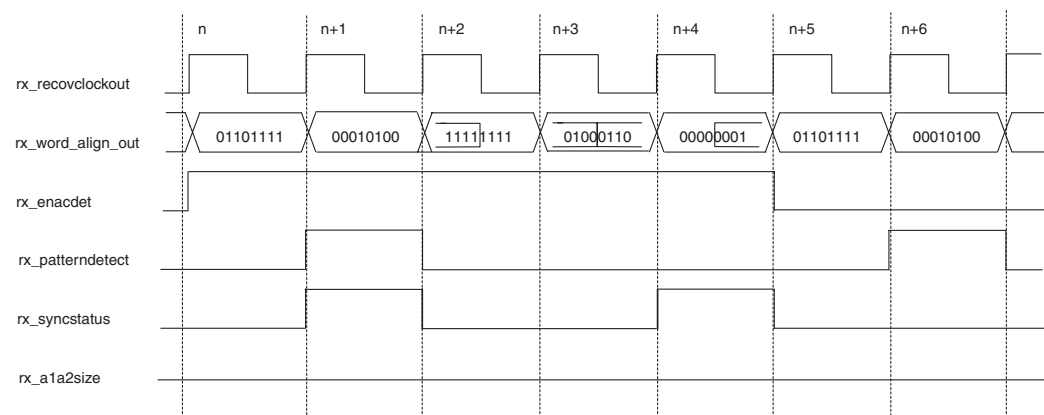 n n+1 n+2 n+3 n+4 n+5 n+6
rx_recovclockout
rx_word_align_out 01101111 00010100 11111111 01000110 00000001 01101111 00010100
rx_enacdet
rx_patterndetect
rx_syncstatus
rx_a1a2size